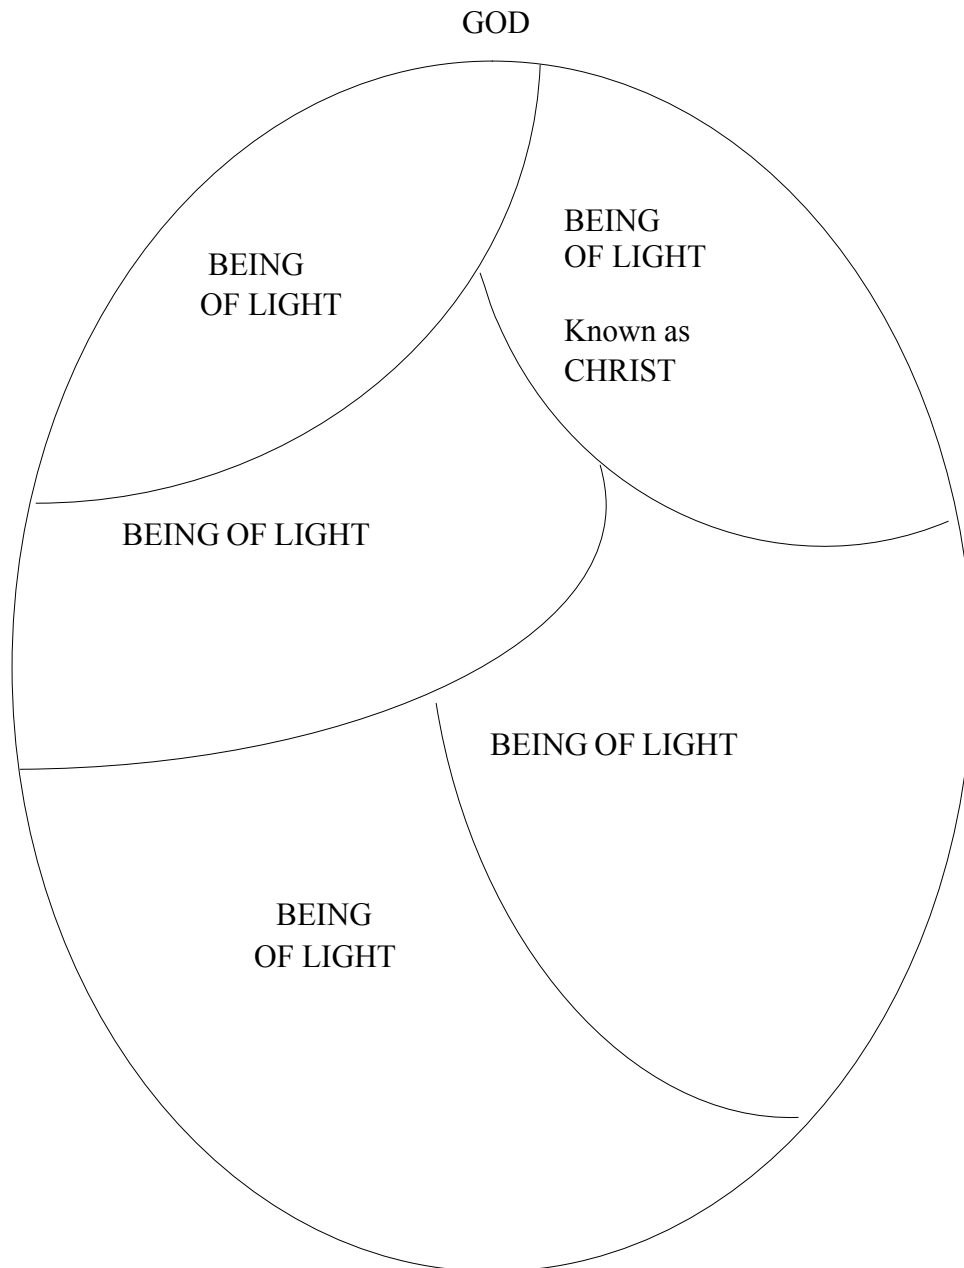 GOD
BEING
OF LIGHT
BEING
OF LIGHT
Known as
CHRIST
BEING OF LIGHT
BEING OF LIGHT
BEING
OF LIGHT